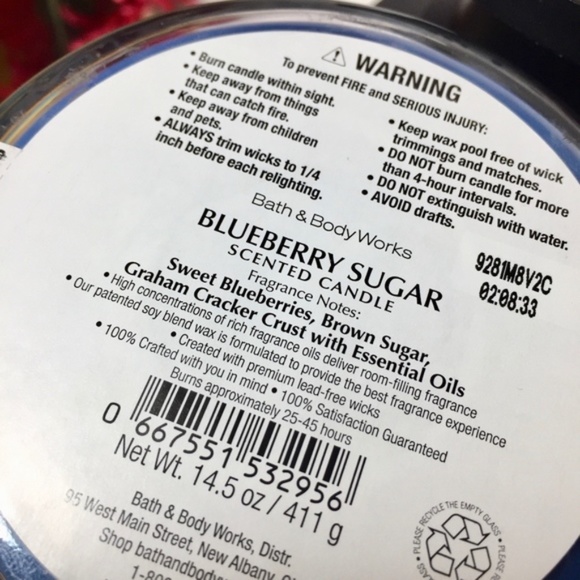 WARNING
To prevent FIRE and SERIOUS INJURY:
• Burn candle within sight.
• Keep away from things
that can catch fire.
• Keep away from children
and pets.
• ALWAYS trim wicks to 1/4
inch before each relighting.
• Keep wax pool free of wick
trimmings and matches.
• DO NOT burn candle for more
than 4-hour intervals.
• DO NOT extinguish with water.
• AVOID drafts.
Bath & Body Works
BLUEBERRY SUGAR
SCENTED CANDLE
Fragrance Notes:
Sweet Blueberries, Brown Sugar,
Graham Cracker Crust with Essential Oils
• High concentrations of rich fragrance oils deliver room-filling fragrance
• Our patented soy blend wax is formulated to provide the best fragrance experience
• Created with premium lead-free wicks
• 100% Crafted with you in mind • 100% Satisfaction Guaranteed
Burns approximately 25-45 hours
9281M8V2C
02:08:33
0 667551 532956
Net Wt. 14.5 oz / 411 g
Bath & Body Works, Distr.
95 West Main Street, New Albany,
Shop
1-800
• PLEASE RECYCLE THE EMPTY GLASS • PLEASE